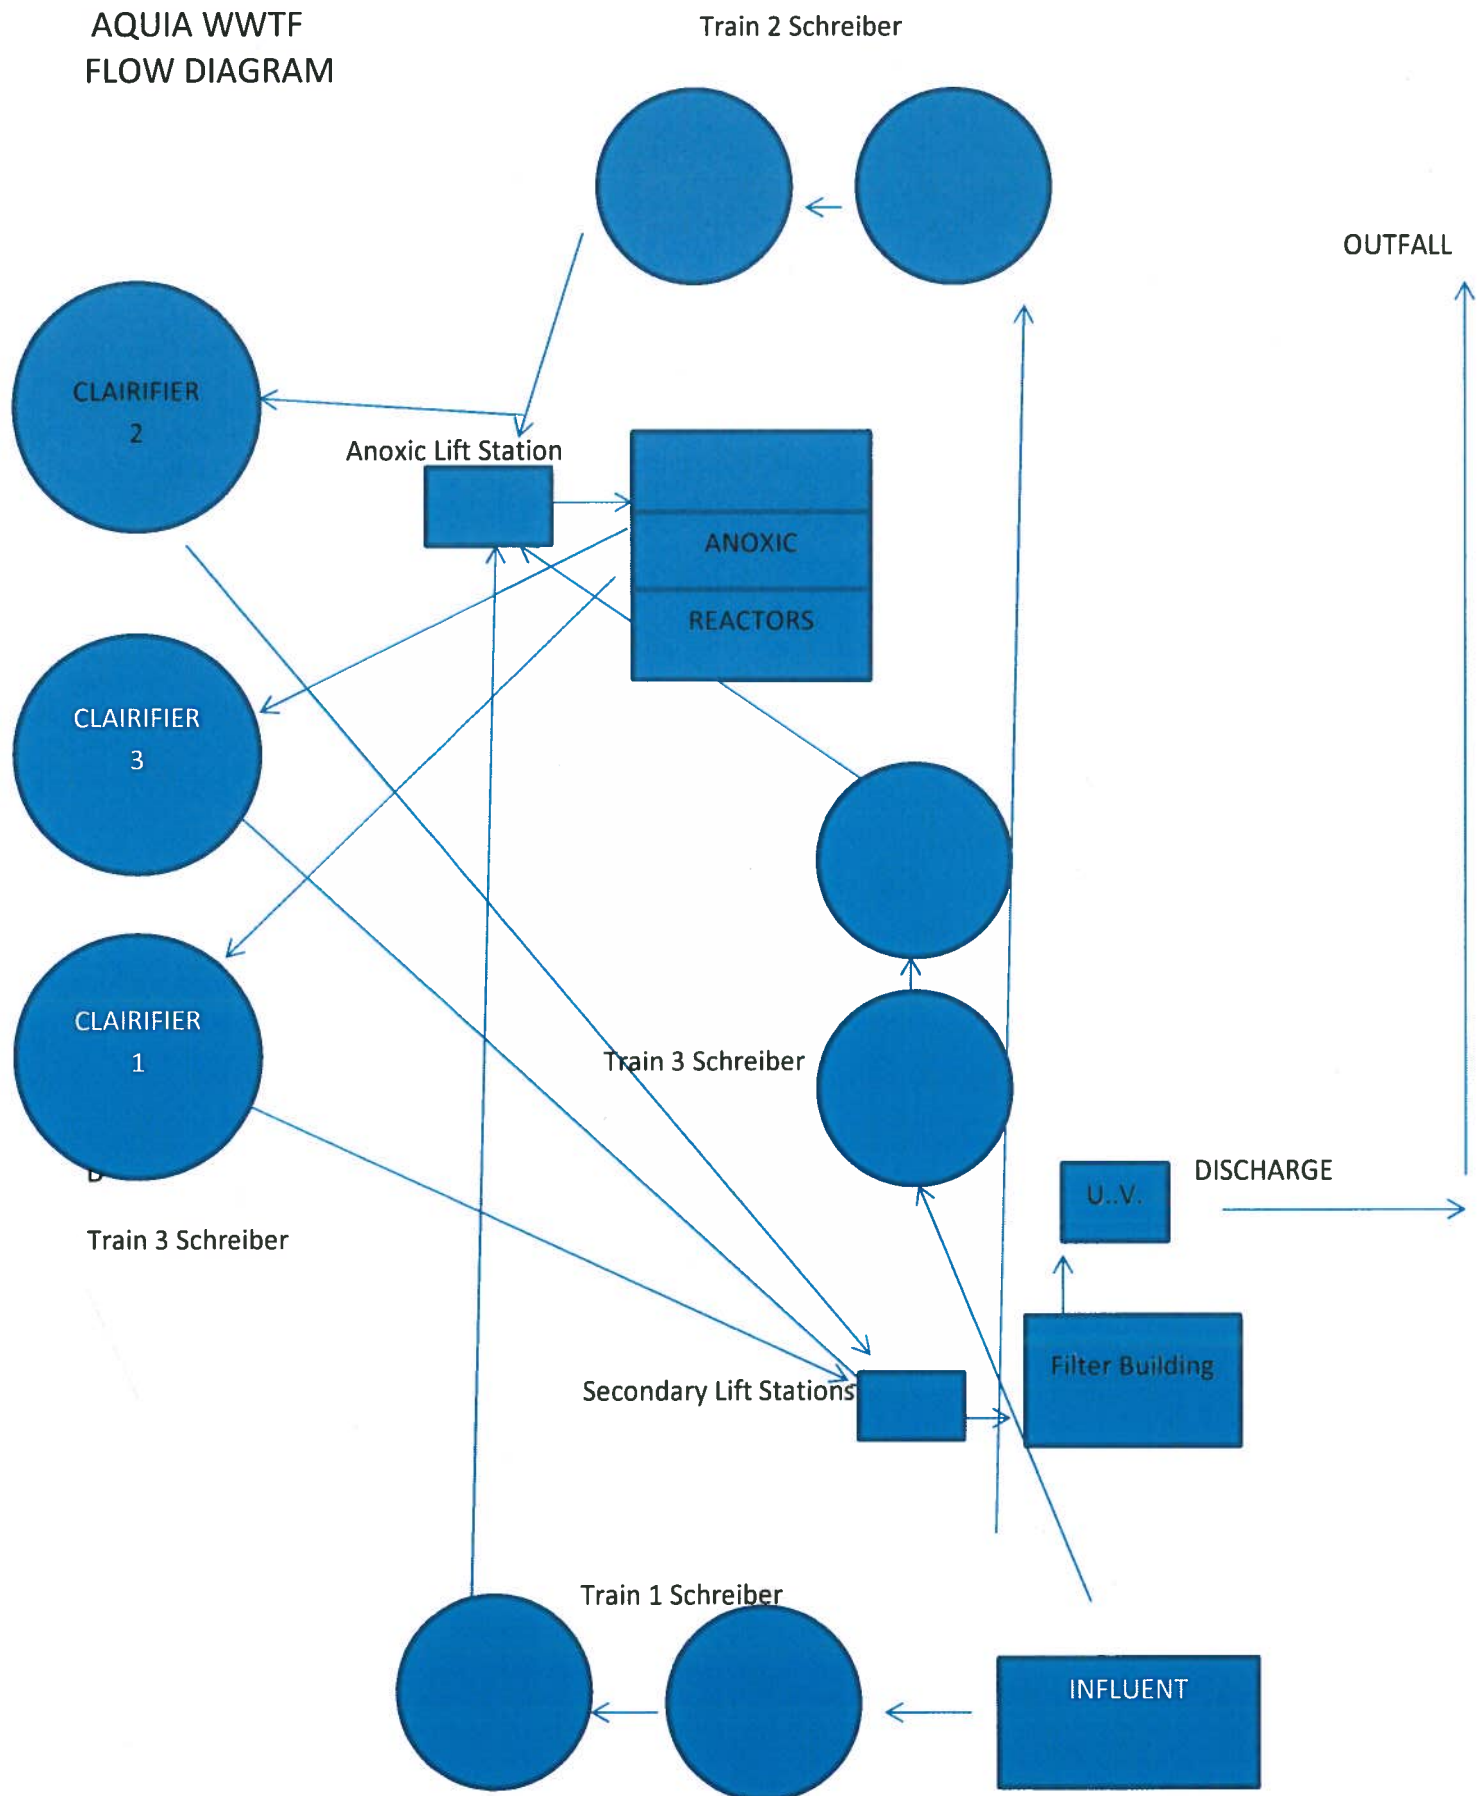 AQUIA WWTF
FLOW DIAGRAM
Train 2 Schreiber
OUTFALL
CLAIRIFIER
2
Anoxic Lift Station
ANOXIC
REACTORS
CLAIRIFIER
3
CLAIRIFIER
1
Train 3 Schreiber
DISCHARGE
U..V.
Train 3 Schreiber
Filter Building
Secondary Lift Stations
Train 1 Schreiber
INFLUENT